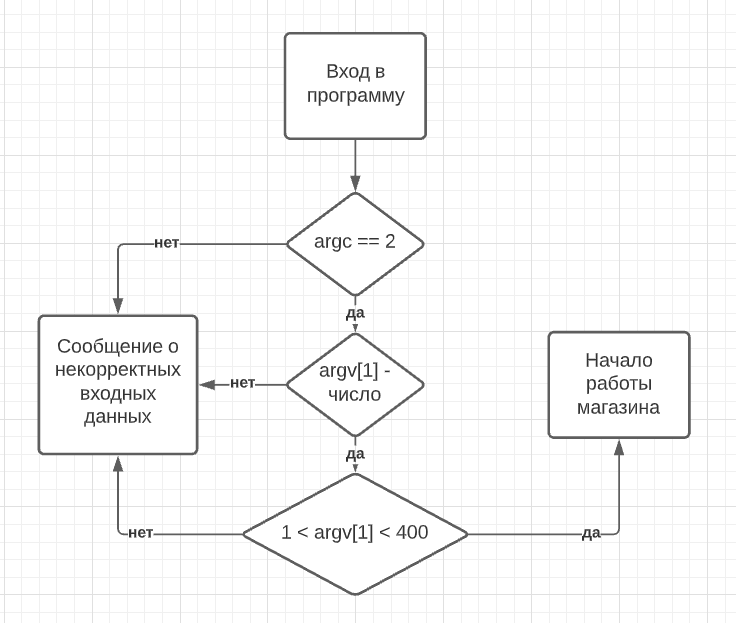 Вход в
программу
argc == 2
нет
да
Сообщение о
некорректных
входных
данных
нет
argv[1] -
число
Начало
работы
магазина
да
нет
1 < argv[1] < 400
да